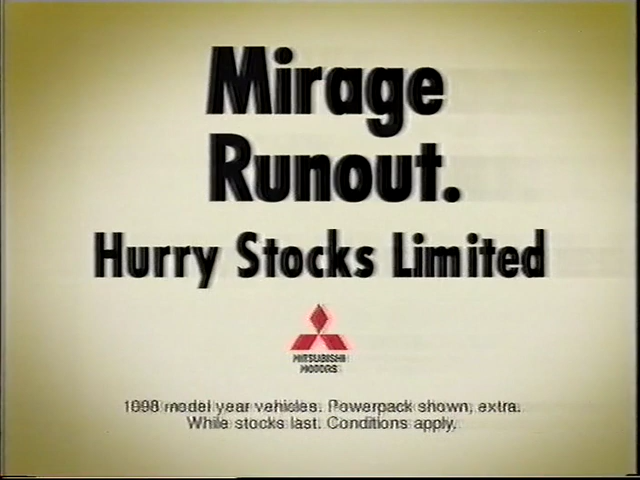 Mirage
Runout.
Hurry Stocks Limited
MITSUBISHI
MOTORS
1998 model year vehicles. Powerpack shown, extra.
While stocks last. Conditions apply.